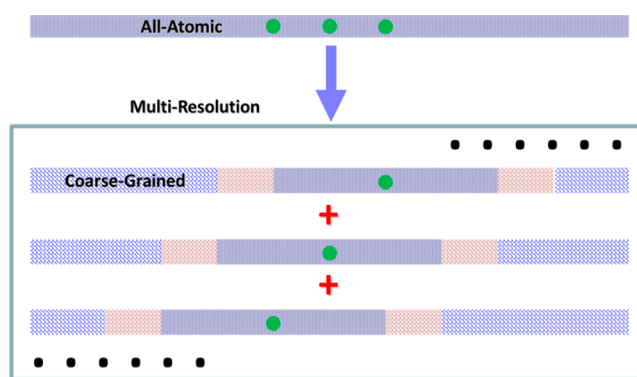 All-Atomic
Multi-Resolution
Coarse-Grained
+
+